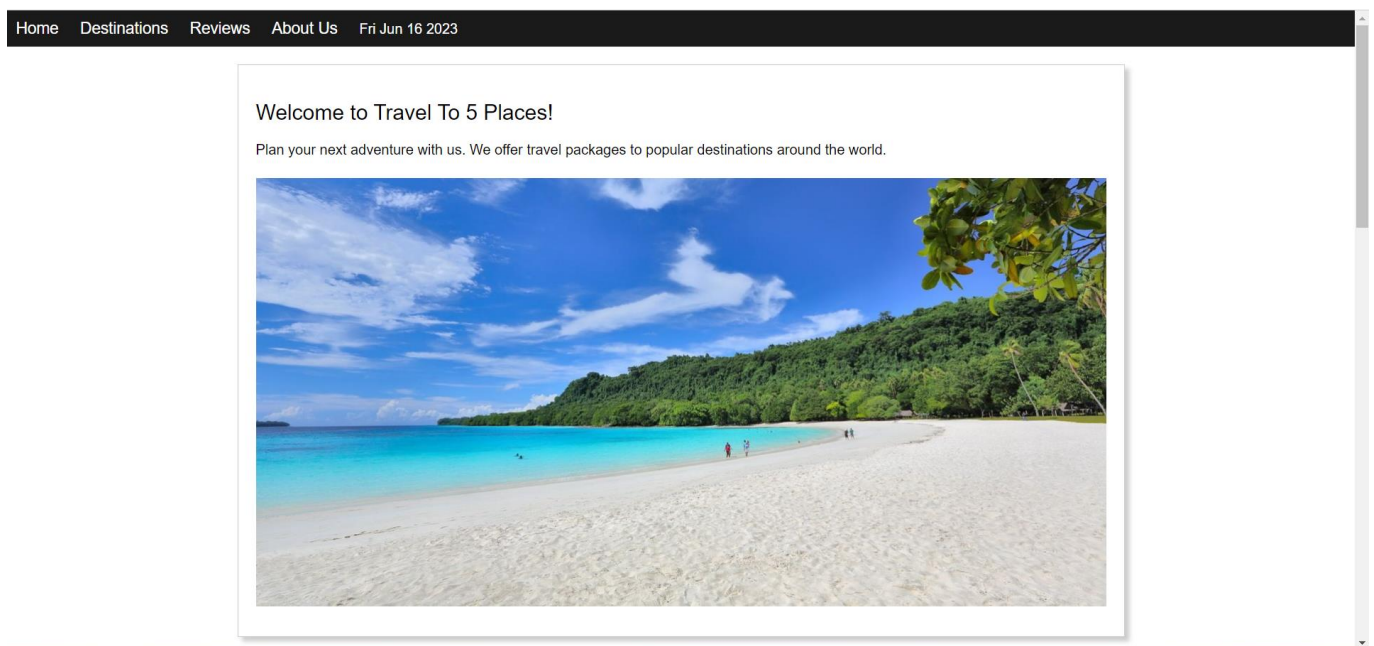 Home Destinations Reviews About Us Fri Jun 16 2023
Welcome to Travel To 5 Places!
Plan your next adventure with us. We offer travel packages to popular destinations around the world.